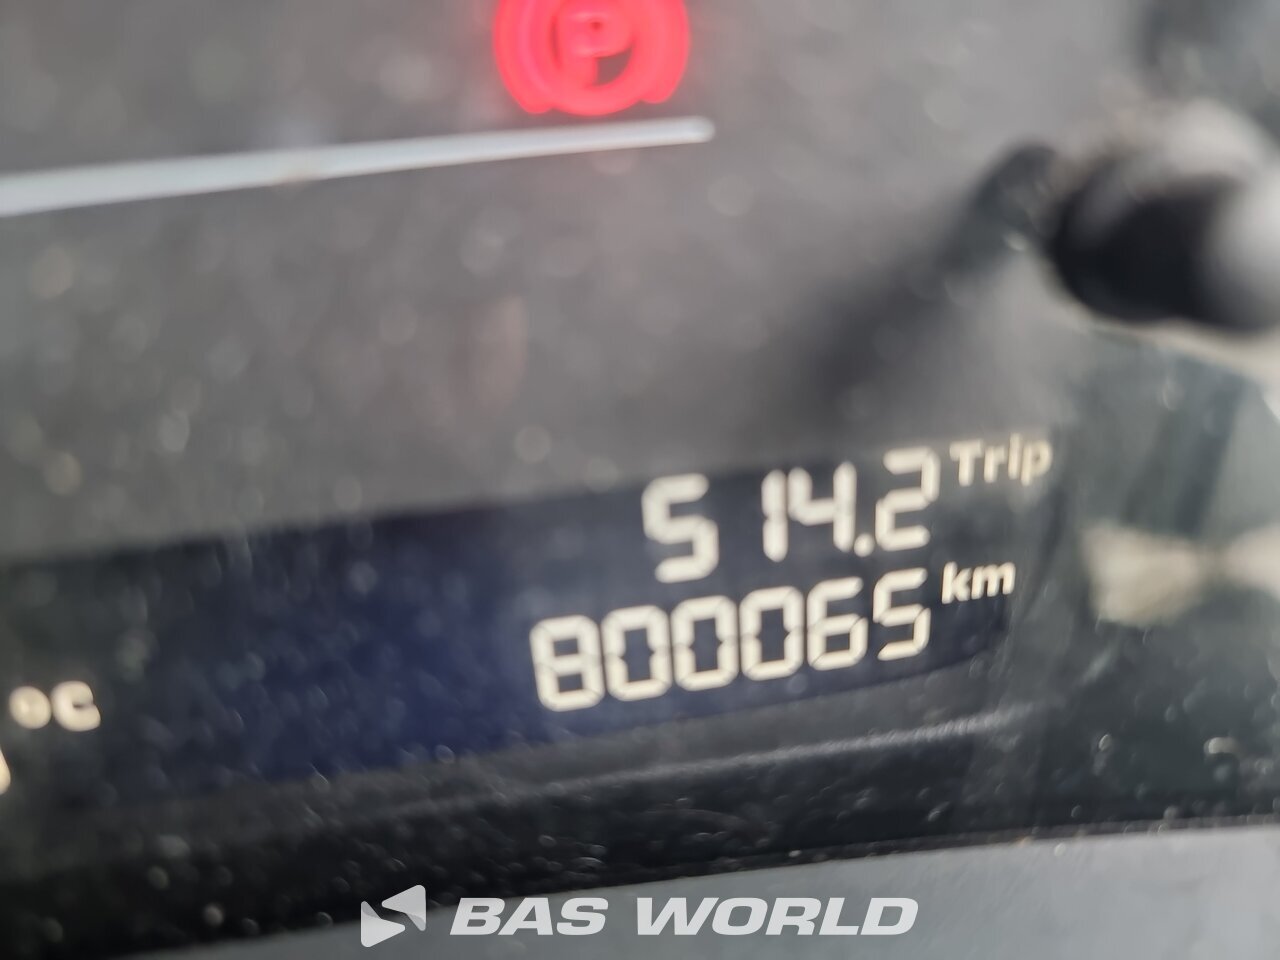 P
514.2 Trip
800065 km
°C
BAS WORLD